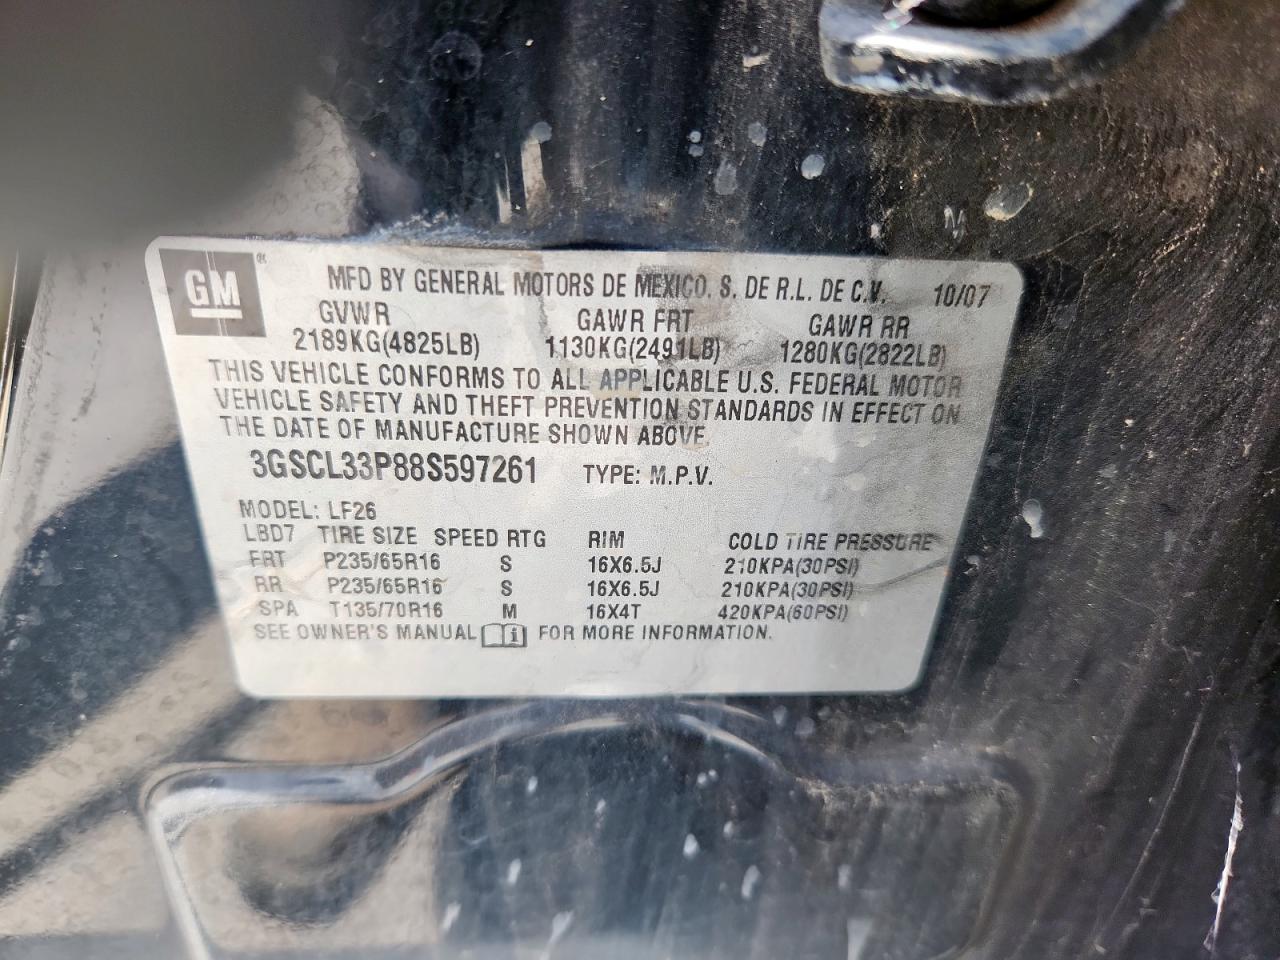 GM ® MFD BY GENERAL MOTORS DE MEXICO, S. DE R.L. DE C.V. 10/07
GVWR GAWR FRT GAWR RR
2189KG(4825LB) 1130KG(2491LB) 1280KG(2822LB)
THIS VEHICLE CONFORMS TO ALL APPLICABLE U.S. FEDERAL MOTOR
VEHICLE SAFETY AND THEFT PREVENTION STANDARDS IN EFFECT ON
THE DATE OF MANUFACTURE SHOWN ABOVE.
3GSCL33P88S597261 TYPE: M.P.V.
MODEL: LF26
LBD7 TIRE SIZE SPEED RTG RIM COLD TIRE PRESSURE
FRT P235/65R16 S 16X6.5J 210KPA(30PSI)
RR P235/65R16 S 16X6.5J 210KPA(30PSI)
SPA T135/70R16 M 16X4T 420KPA(60PSI)
SEE OWNER'S MANUAL i FOR MORE INFORMATION.